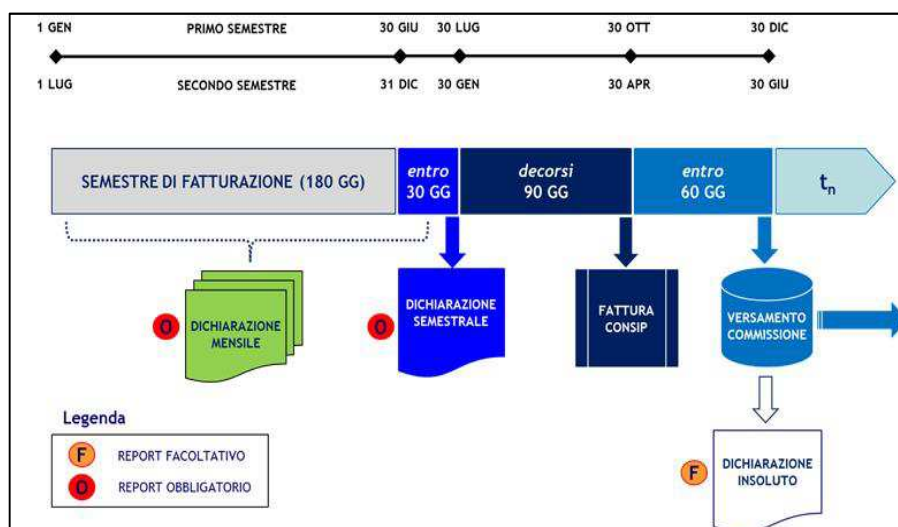 1 GEN PRIMO SEMESTRE 30 GIU 30 LUG 30 OTT 30 DIC
1 LUG SECONDO SEMESTRE 31 DIC 30 GEN 30 APR 30 GIU
SEMESTRE DI FATTURAZIONE (180 GG)
entro
30 GG
decorsi
90 GG
entro
60 GG
tn
O
DICHIARAZIONE
MENSILE
O
DICHIARAZIONE
SEMESTRALE
FATTURA
CONSIP
VERSAMENTO
COMMISSIONE
Legenda
F REPORT FACOLTATIVO
O REPORT OBBLIGATORIO
F
DICHIARAZIONE
INSOLUTO